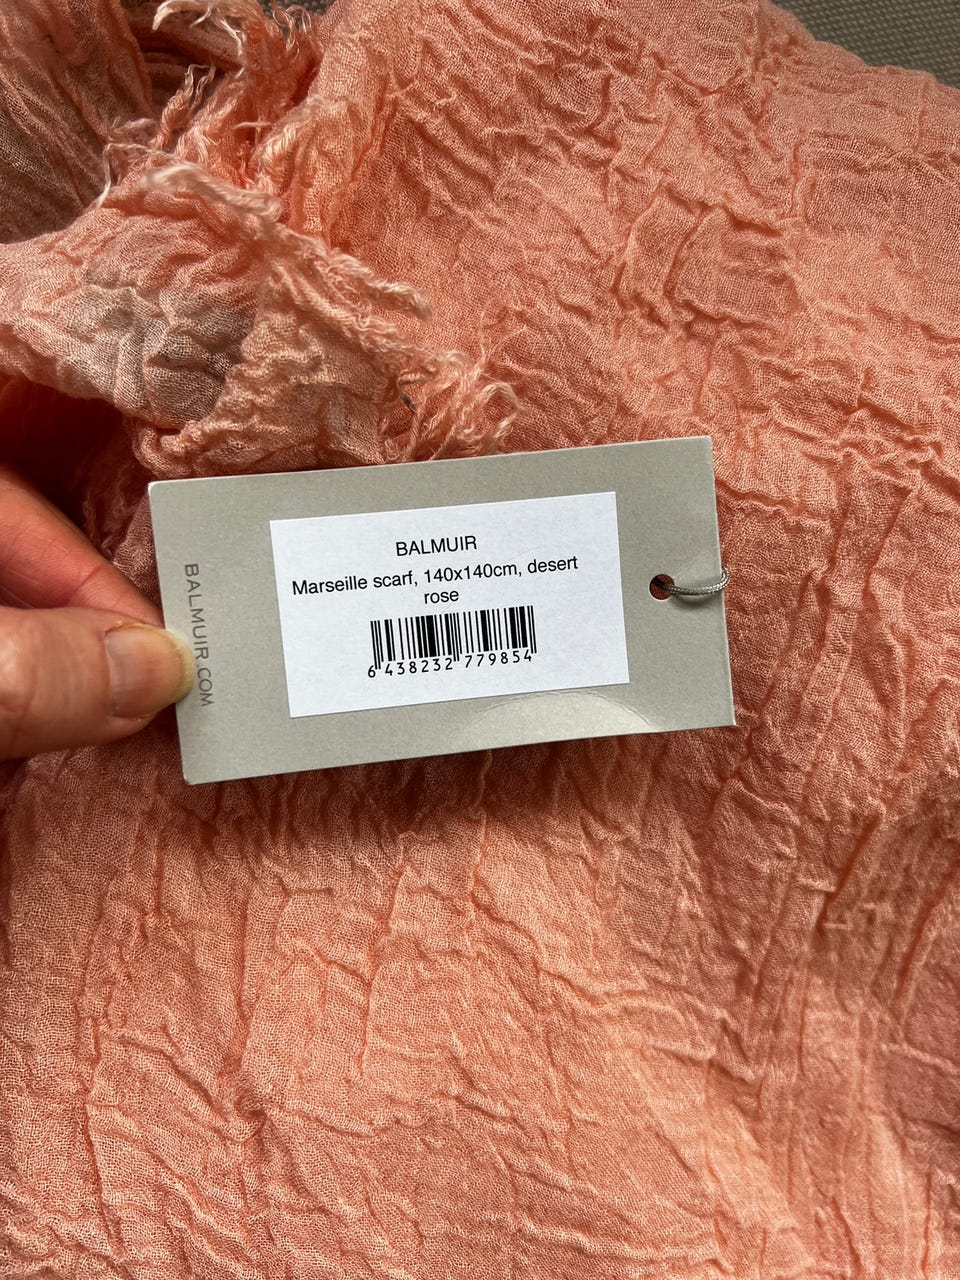 BALMUIR
Marseille scarf, 140x140cm, desert
rose
6 438232 779854
BALMUIR.COM